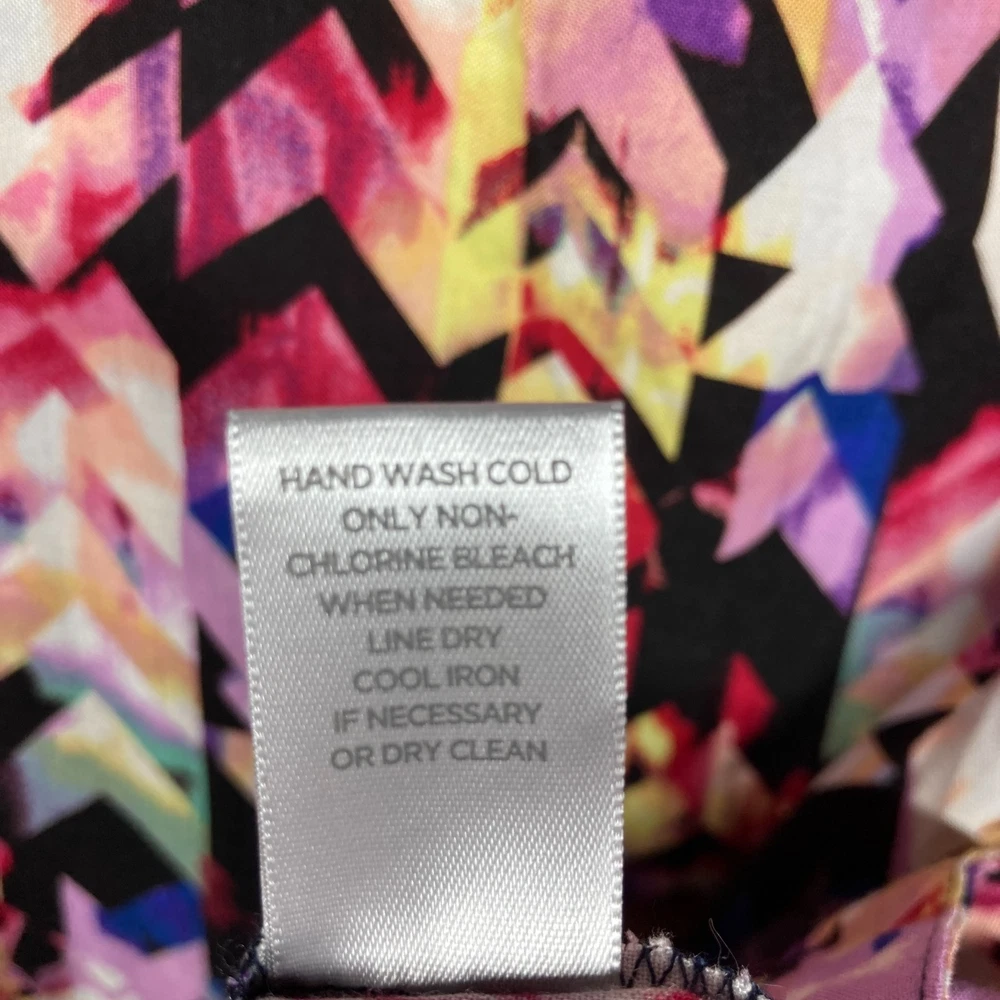 HAND WASH COLD
ONLY NON-
CHLORINE BLEACH
WHEN NEEDED
LINE DRY
COOL IRON
IF NECESSARY
OR DRY CLEAN